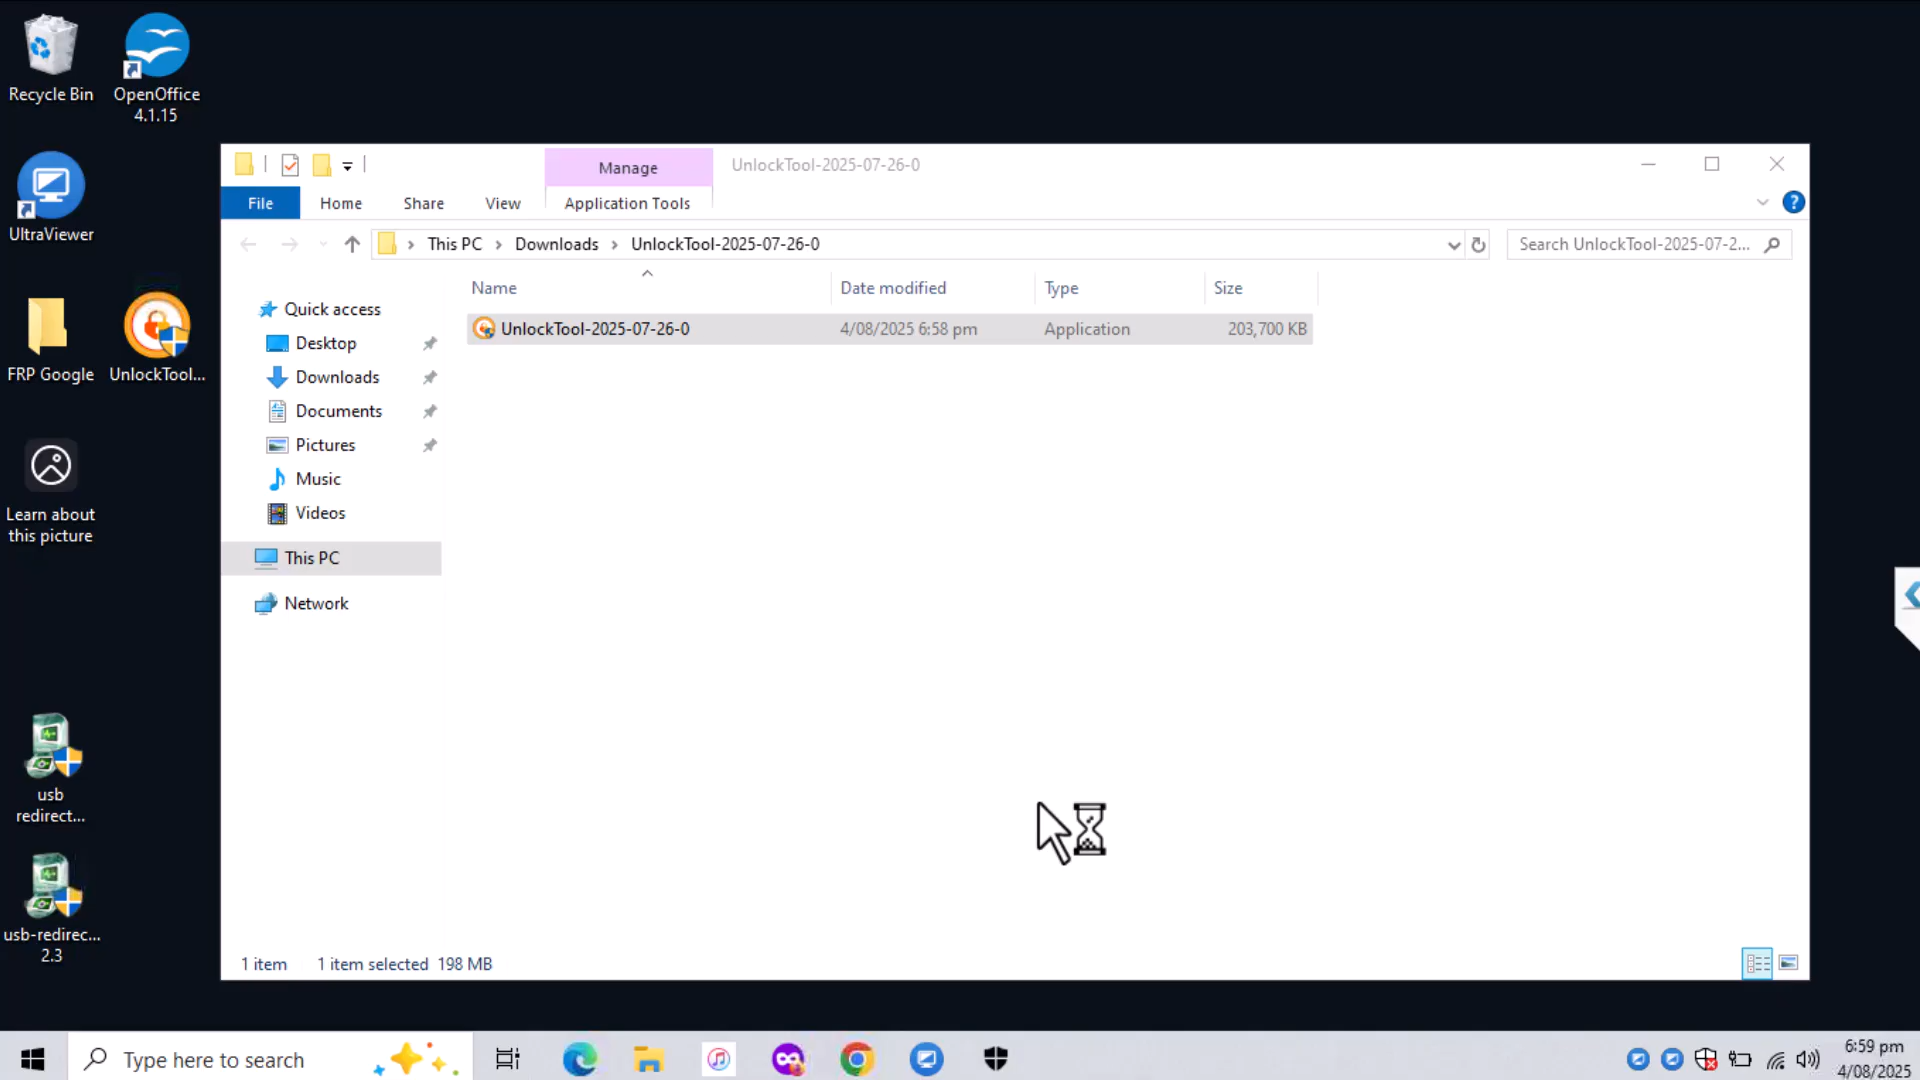 Recycle Bin
OpenOffice
4.1.15
UltraViewer
FRP Google
UnlockTool...
Learn about
this picture
usb
redirect...
usb-redirec...
2.3
Manage
UnlockTool-2025-07-26-0
File
Home
Share
View
Application Tools
?
This PC
Downloads
UnlockTool-2025-07-26-0
Search UnlockTool-2025-07-2...
Name
Date modified
Type
Size
UnlockTool-2025-07-26-0
4/08/2025 6:58 pm
Application
203,700 KB
Quick access
Desktop
Downloads
Documents
Pictures
Music
Videos
This PC
Network
1 item
1 item selected 198 MB
Type here to search
6:59 pm
4/08/2025